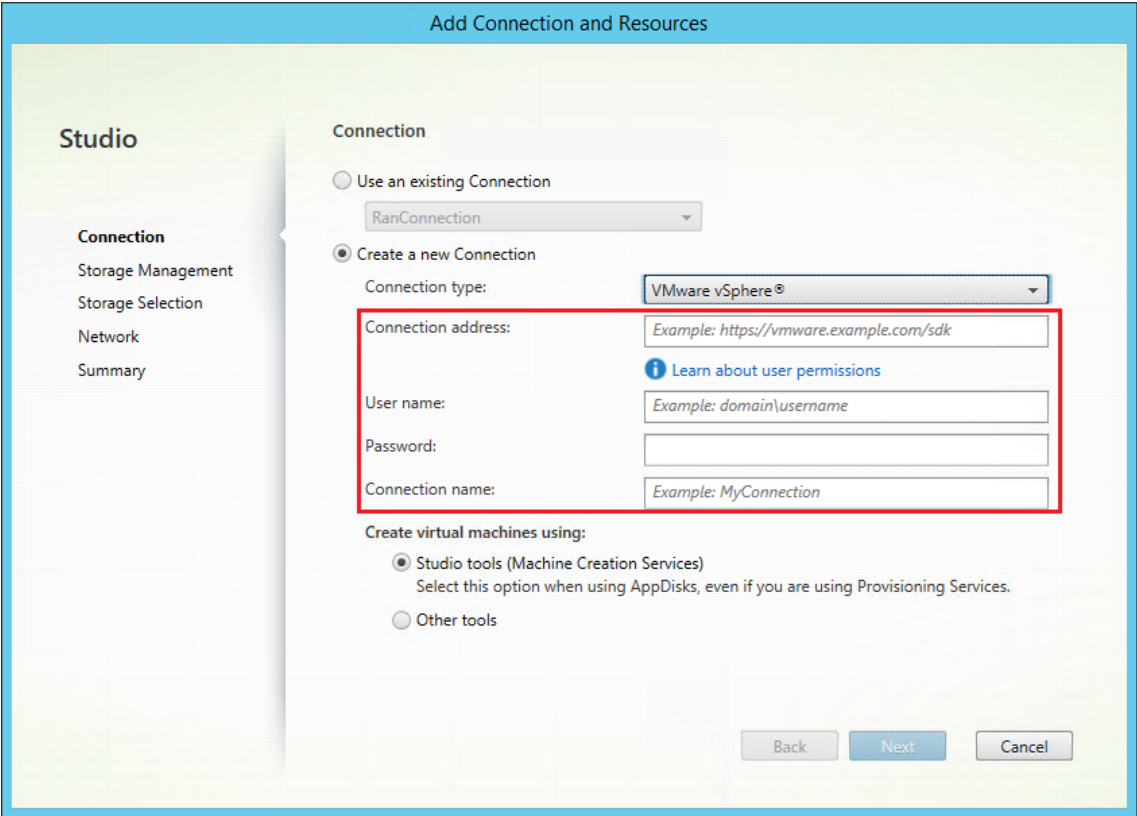 Add Connection and Resources
Studio
Connection
Storage Management
Storage Selection
Network
Summary
Connection
Use an existing Connection
RanConnection
Create a new Connection
Connection type:
VMware vSphere®
Connection address:
Example: https://vmware.example.com/sdk
Learn about user permissions
User name:
Example: domain\username
Password:
Connection name:
Example: MyConnection
Create virtual machines using:
Studio tools (Machine Creation Services)
Select this option when using AppDisks, even if you are using Provisioning Services.
Other tools
Back
Next
Cancel